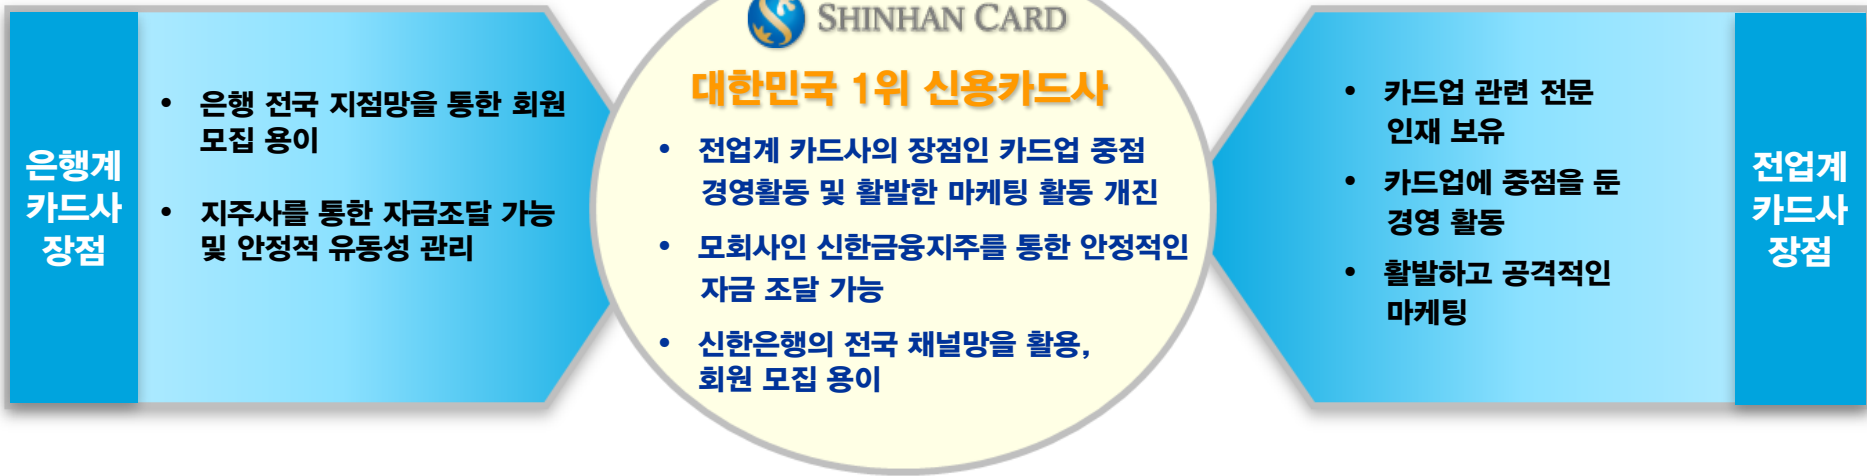 은행계
카드사
장점
• 은행 전국 지점망을 통한 회원
모집 용이
• 지주사를 통한 자금조달 가능
및 안정적 유동성 관리
SHINHAN CARD
대한민국 1위 신용카드사
• 전업계 카드사의 장점인 카드업 중점
경영활동 및 활발한 마케팅 활동 개진
• 모회사인 신한금융지주를 통한 안정적인
자금 조달 가능
• 신한은행의 전국 채널망을 활용,
회원 모집 용이
• 카드업 관련 전문
인재 보유
• 카드업에 중점을 둔
경영 활동
• 활발하고 공격적인
마케팅
전업계
카드사
장점